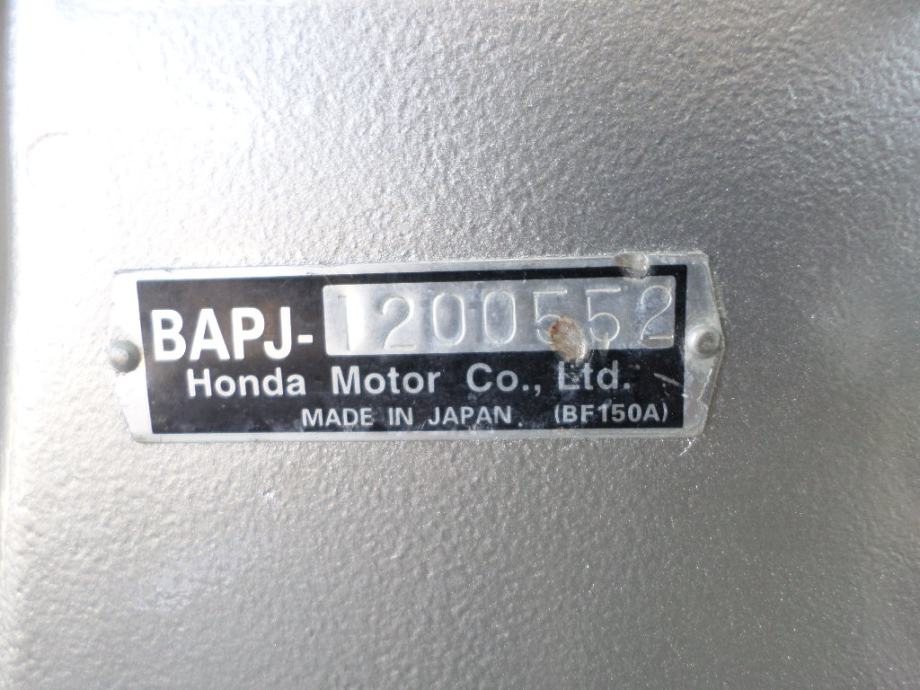 BAPJ-1200552
Honda Motor Co., Ltd.
MADE IN JAPAN. (BF150A)